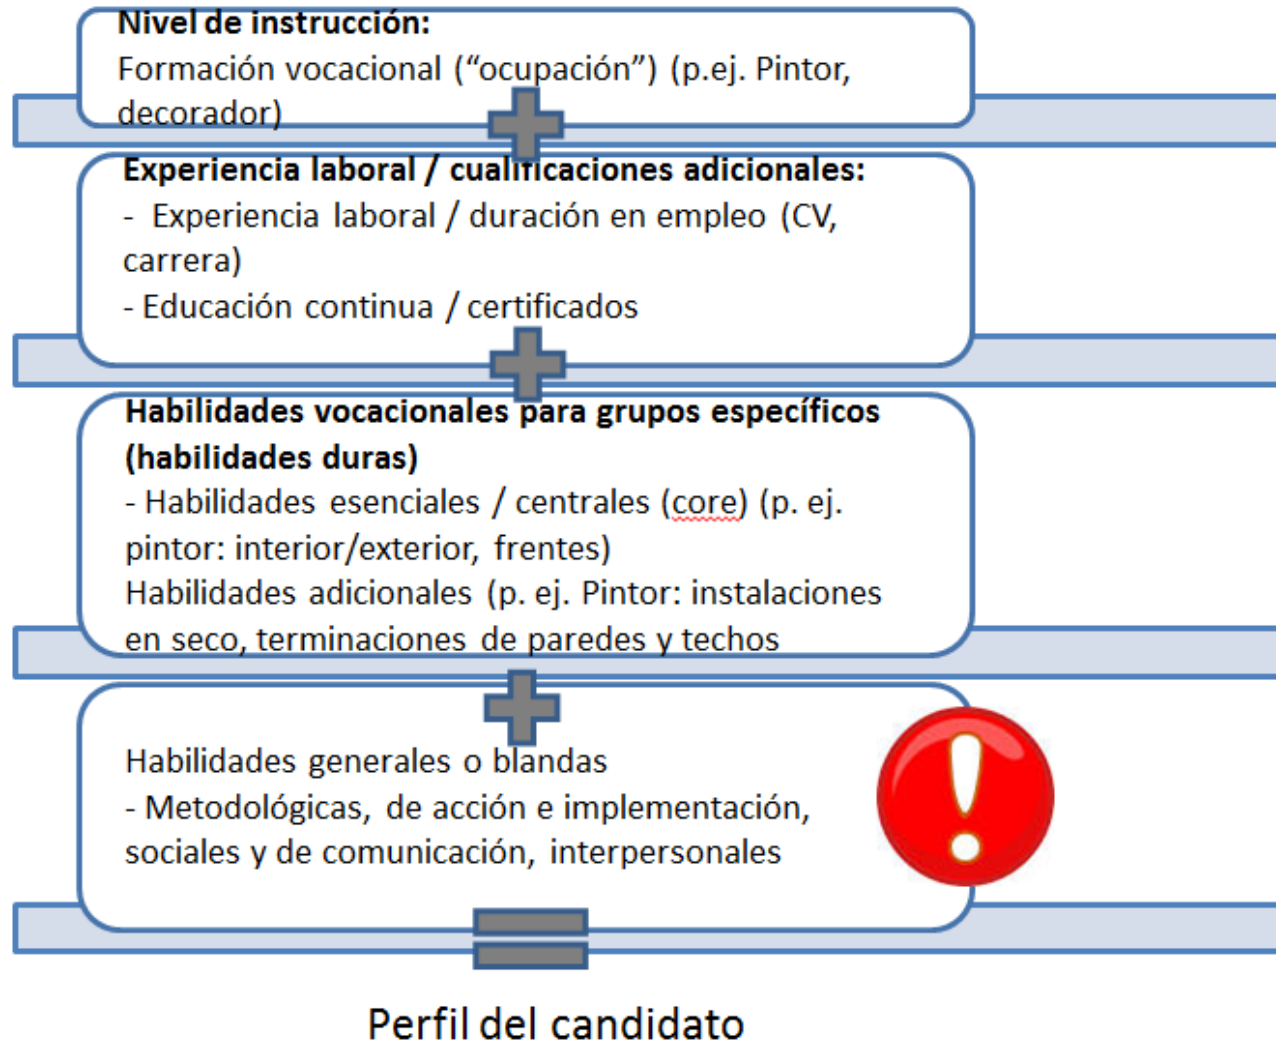 Nivel de instrucción:
Formación vocacional (“ocupación”) (p.ej. Pintor,
decorador)
Experiencia laboral / cualificaciones adicionales:
- Experiencia laboral / duración en empleo (CV,
carrera)
- Educación continua / certificados
Habilidades vocacionales para grupos específicos
(habilidades duras)
- Habilidades esenciales / centrales (core) (p. ej.
pintor: interior/exterior, frentes)
Habilidades adicionales (p. ej. Pintor: instalaciones
en seco, terminaciones de paredes y techos
Habilidades generales o blandas
- Metodológicas, de acción e implementación,
sociales y de comunicación, interpersonales
Perfil del candidato